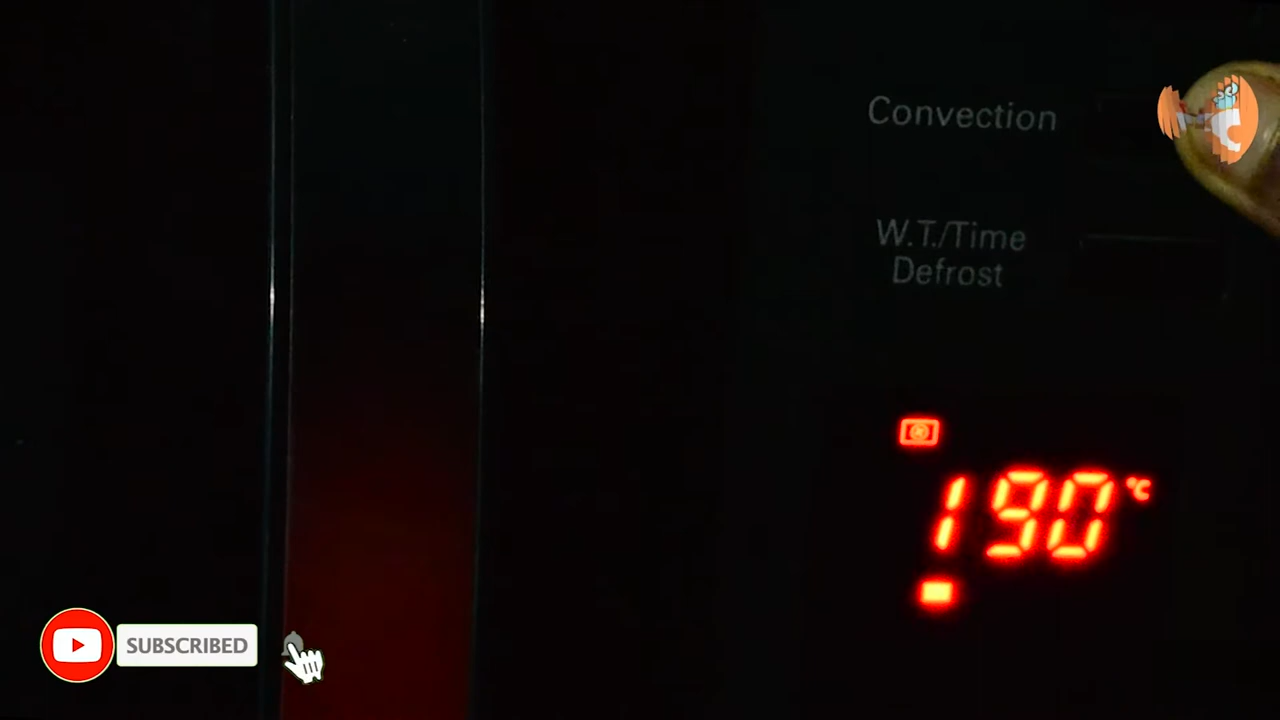 Convection
W.T./Time
Defrost
190°C
SUBSCRIBED